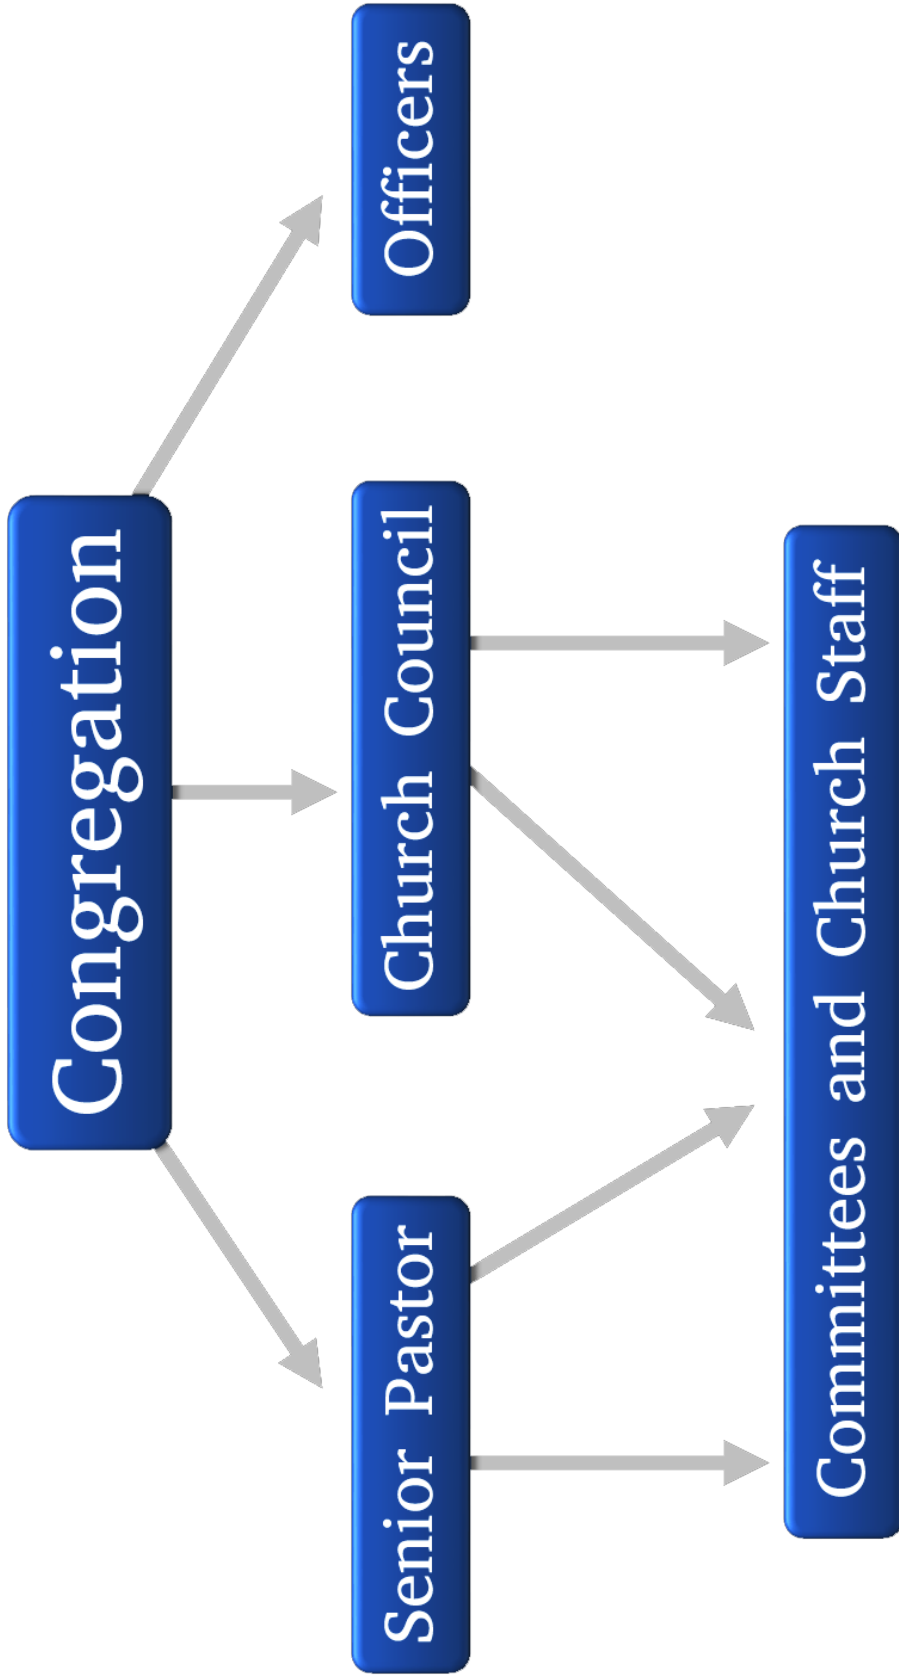 Congregation
Senior Pastor
Church Council
Officers
Committees and Church Staff